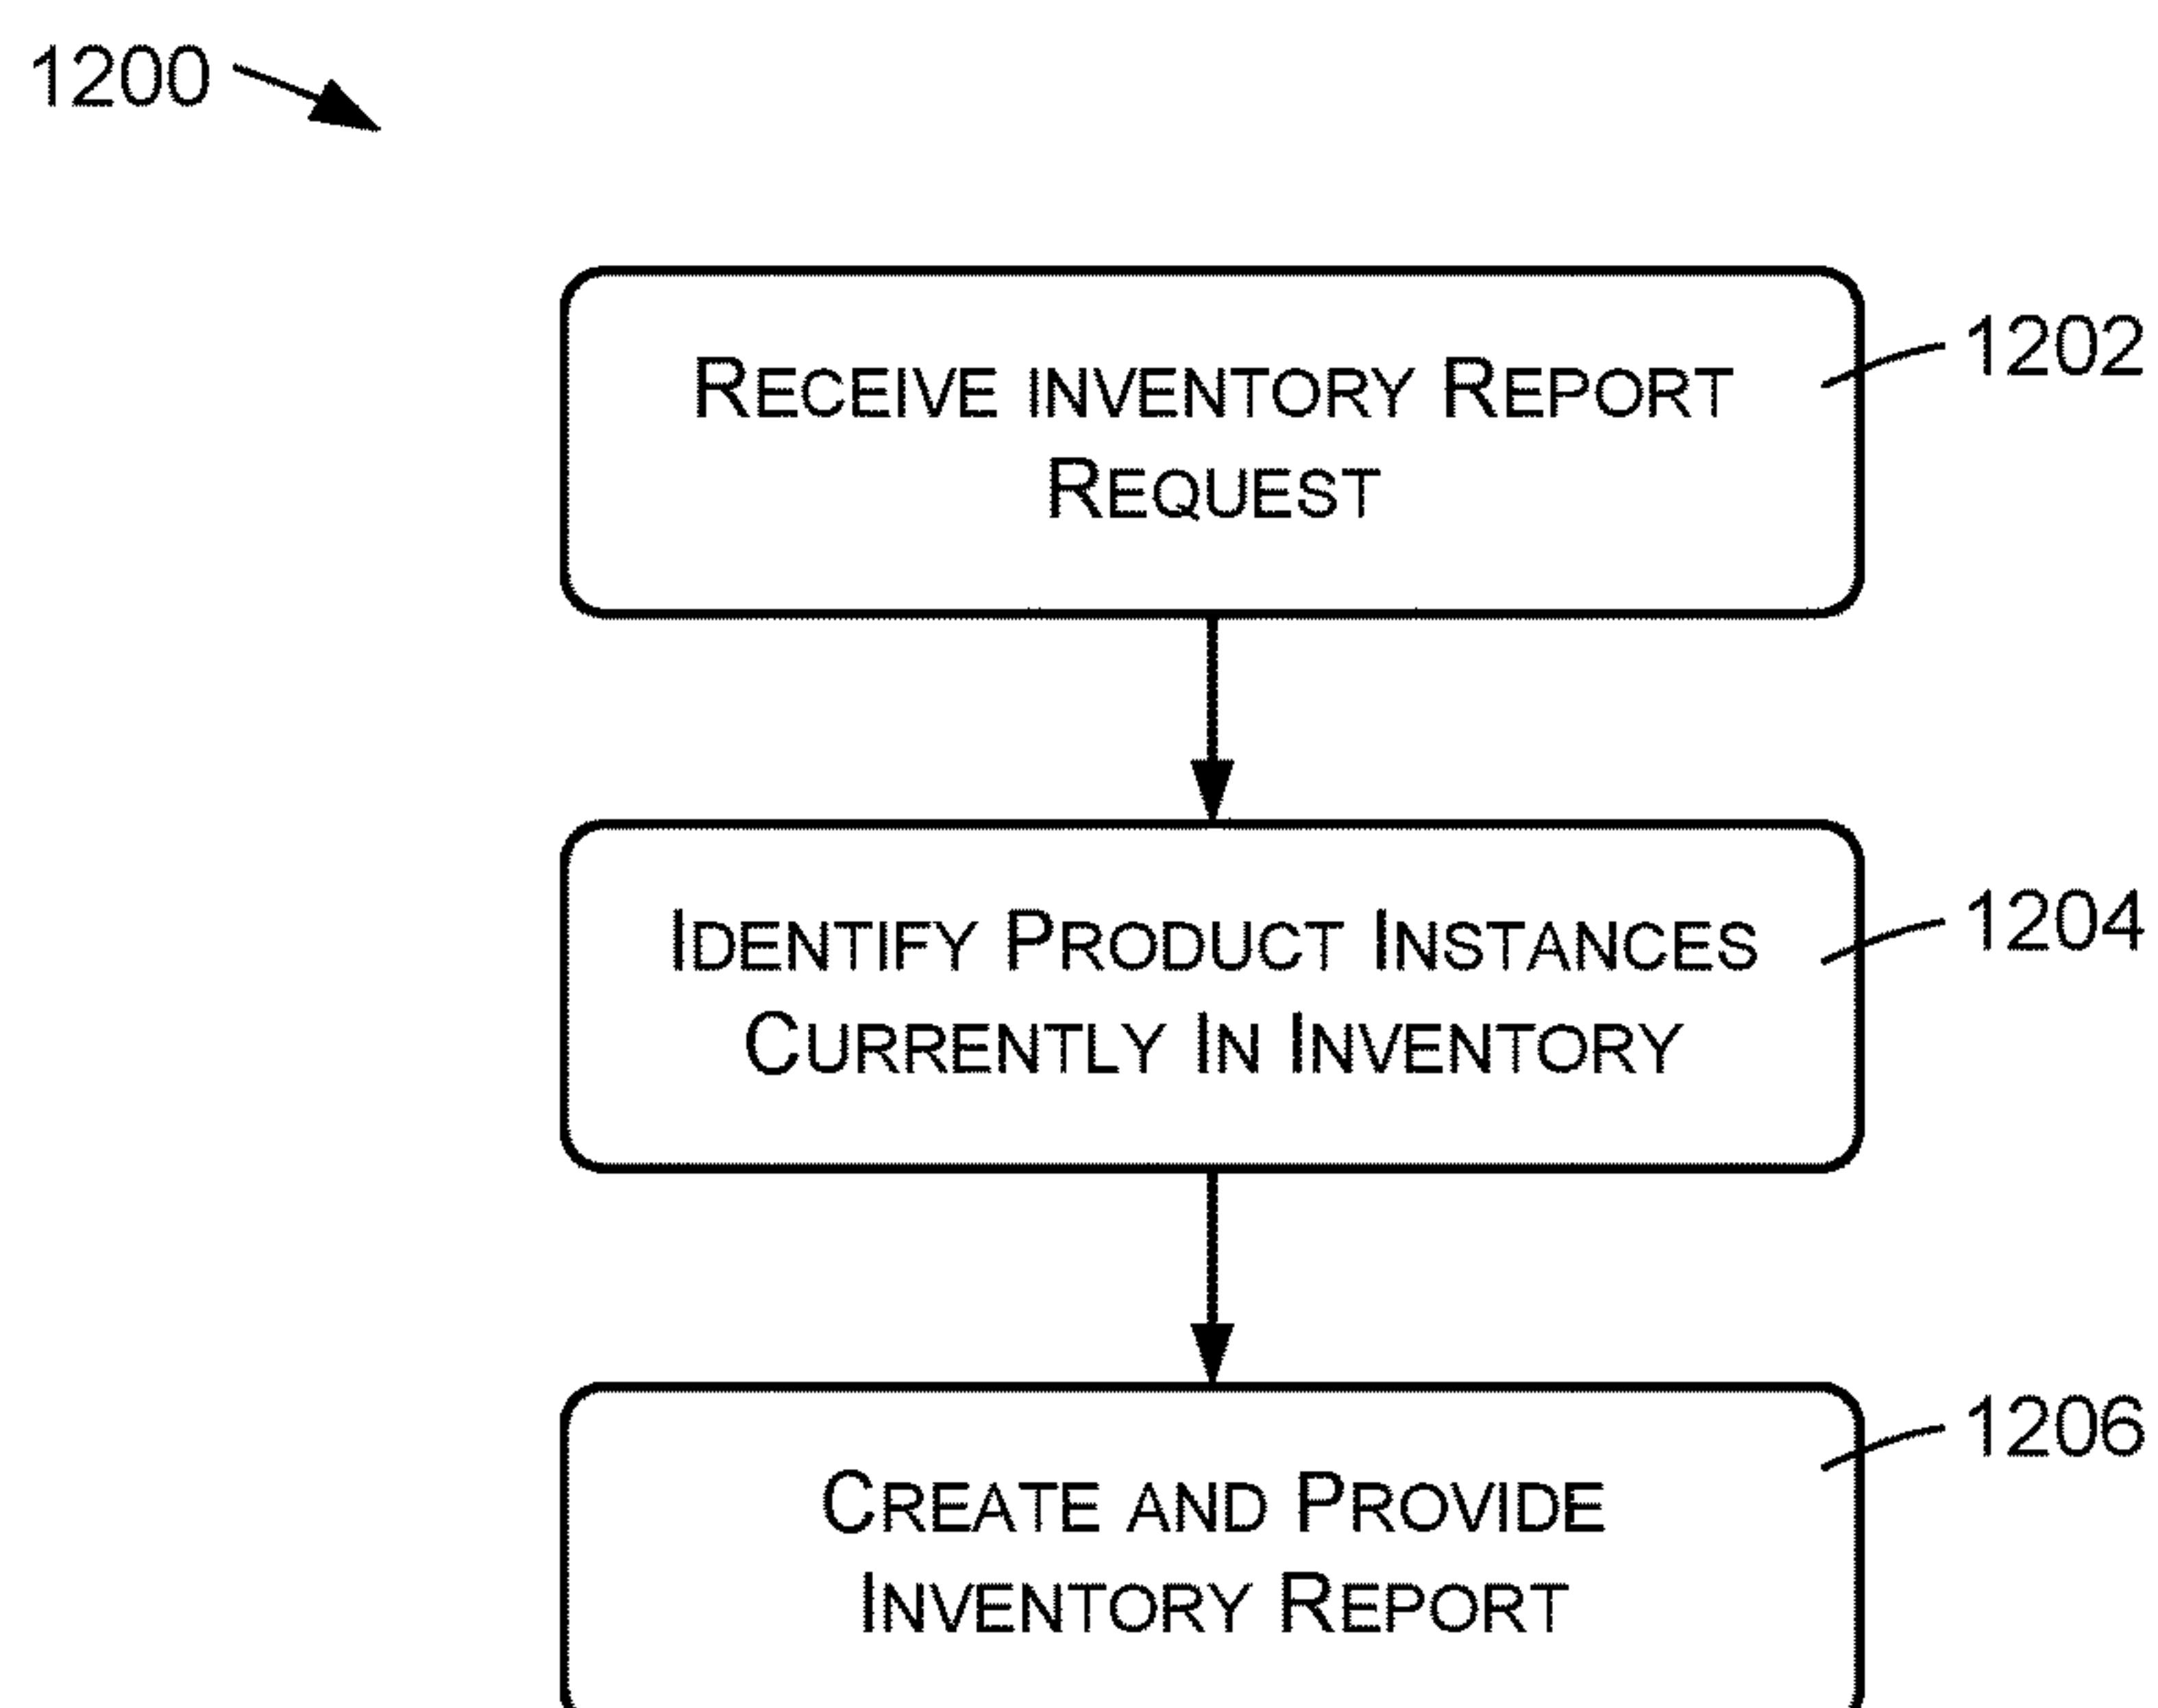 1200
RECEIVE INVENTORY REPORT
REQUEST
1202
IDENTIFY PRODUCT INSTANCES
CURRENTLY IN INVENTORY
1204
CREATE AND PROVIDE
INVENTORY REPORT
1206